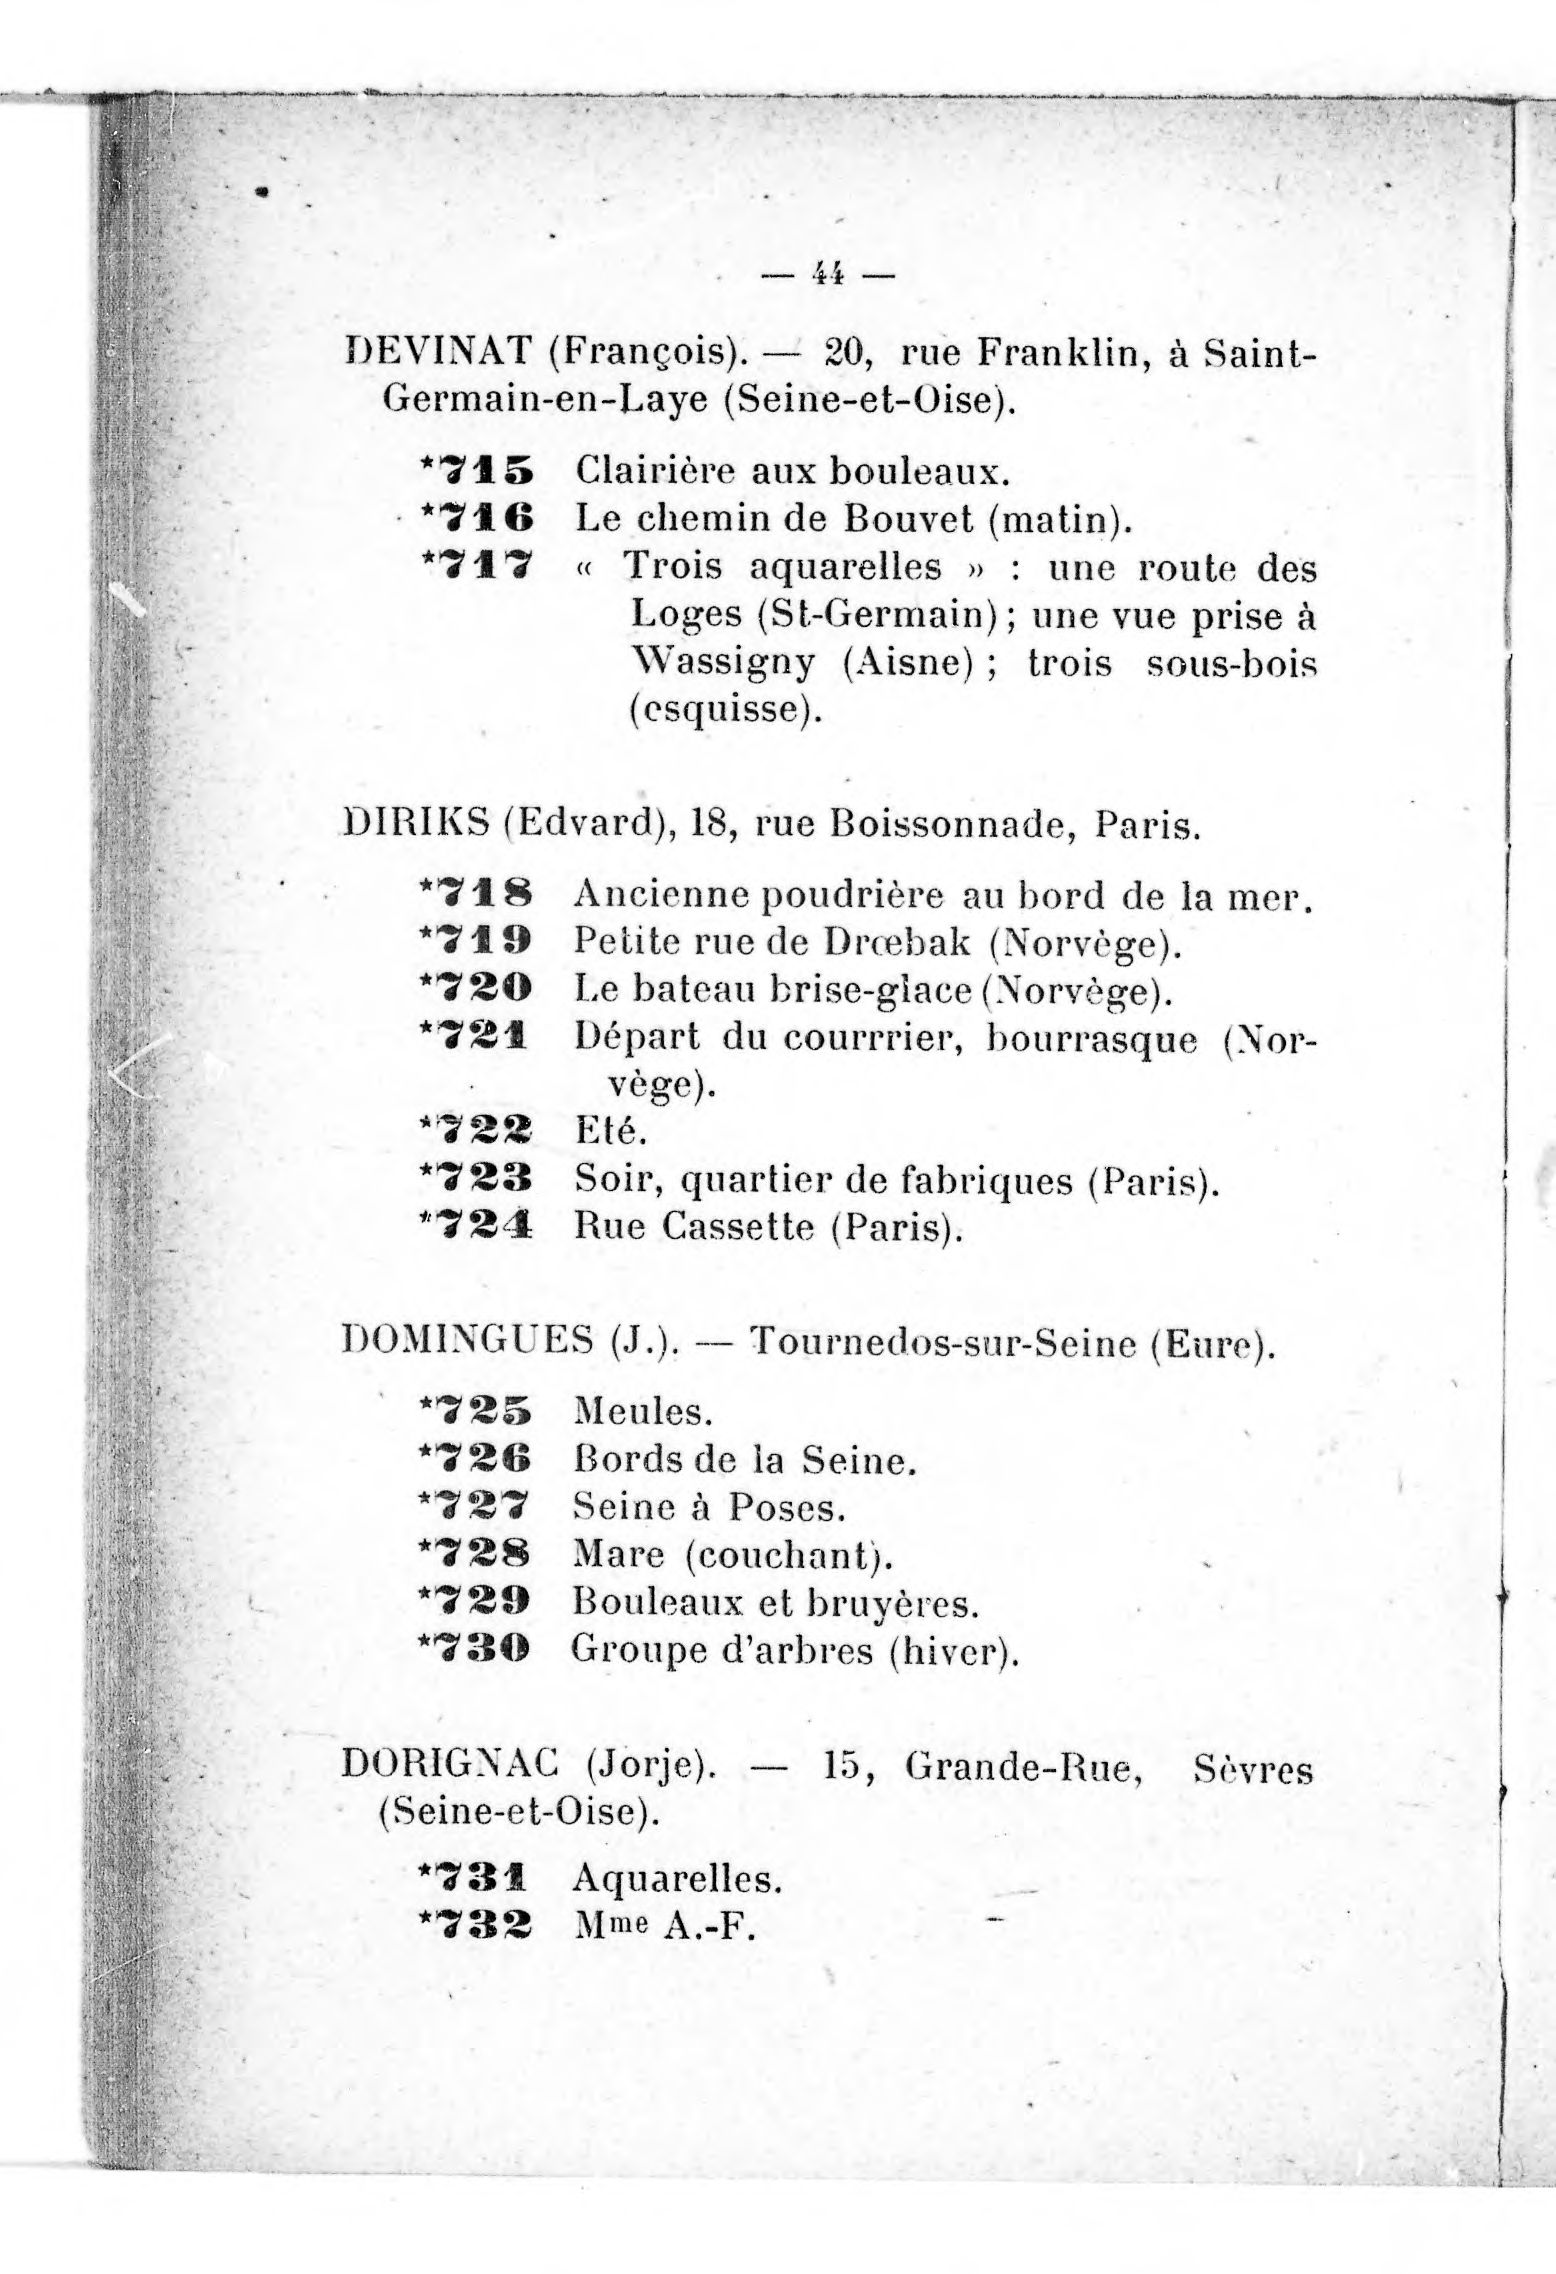 — 44 —
DEVINAT (François). — 20, rue Franklin, à Saint-
Germain-en-Laye (Seine-et-Oise).
*715 Clairière aux bouleaux.
*716 Le chemin de Bouvet (matin).
*717 « Trois aquarelles » : une route des
Loges (St-Germain) ; une vue prise à
Wassigny (Aisne) ; trois sous-bois
(esquisse).
DIRIKS (Edvard), 18, rue Boissonnade, Paris.
*718 Ancienne poudrière au bord de la mer.
*719 Petite rue de Drœbak (Norvège).
*720 Le bateau brise-glace (Norvège).
*721 Départ du courrrier, bourrasque (Nor-
vège).
*722 Eté.
*723 Soir, quartier de fabriques (Paris).
*724 Rue Cassette (Paris).
DOMINGUES (J.). — Tournedos-sur-Seine (Eure).
*725 Meules.
*726 Bords de la Seine.
*727 Seine à Poses.
*728 Mare (couchant).
*729 Bouleaux et bruyères.
*730 Groupe d'arbres (hiver).
DORIGNAC (Jorje). — 15, Grande-Rue, Sèvres
(Seine-et-Oise).
*731 Aquarelles.
*732 Mme A.-F.